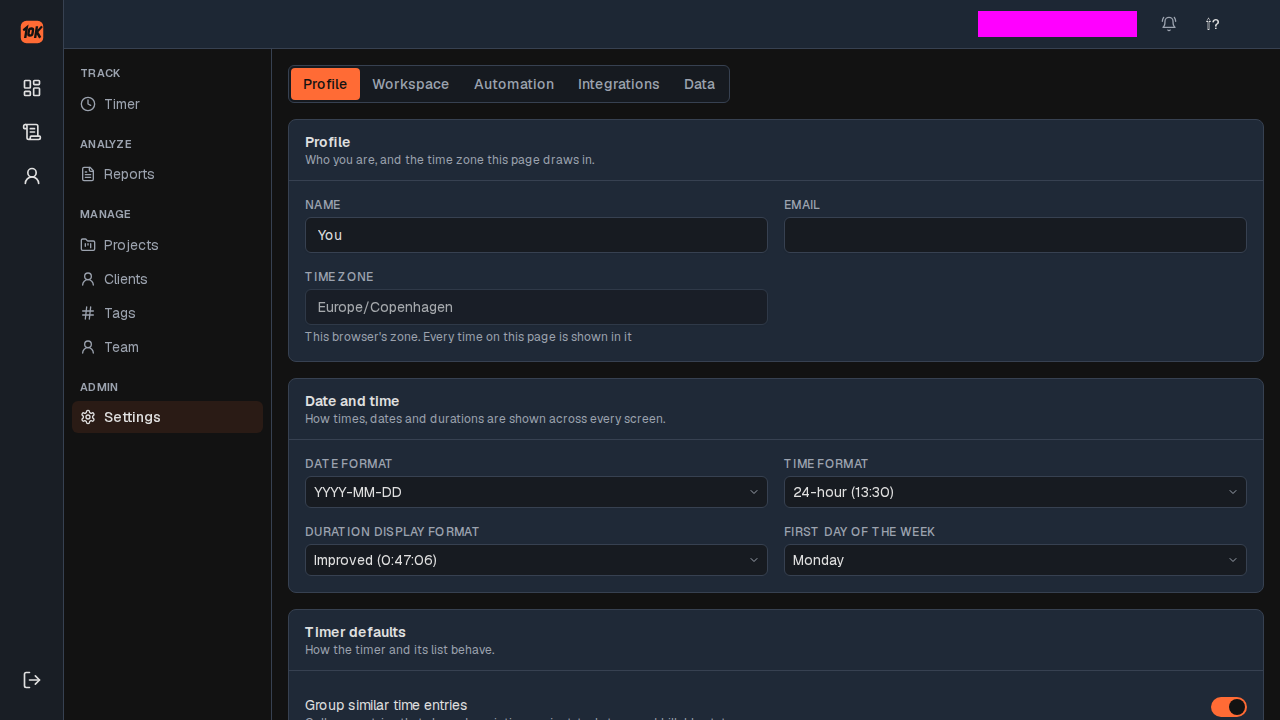 10K
⇧?
TRACK
Timer
ANALYZE
Reports
MANAGE
Projects
Clients
Tags
Team
ADMIN
Settings
Profile Workspace Automation Integrations Data
Profile
Who you are, and the time zone this page draws in.
NAME EMAIL
You
TIMEZONE
Europe/Copenhagen
This browser's zone. Every time on this page is shown in it
Date and time
How times, dates and durations are shown across every screen.
DATE FORMAT TIME FORMAT
YYYY-MM-DD 24-hour (13:30)
DURATION DISPLAY FORMAT FIRST DAY OF THE WEEK
Improved (0:47:06) Monday
Timer defaults
How the timer and its list behave.
Group similar time entries